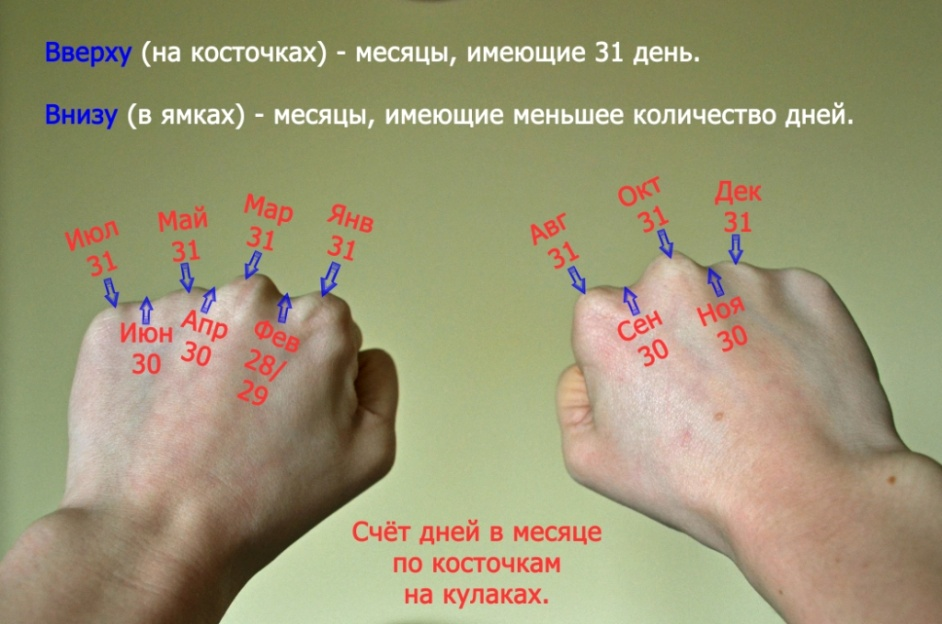 Вверху (на косточках) - месяцы, имеющие 31 день.
Внизу (в ямках) - месяцы, имеющие меньшее количество дней.
Июл
31
Май
31
Мар
31
Янв
31
Июн
30
Апр
30
Фев
28/
29
Авг
31
Окт
31
Дек
31
Сен
30
Ноя
30
Счёт дней в месяце
по косточкам
на кулаках.